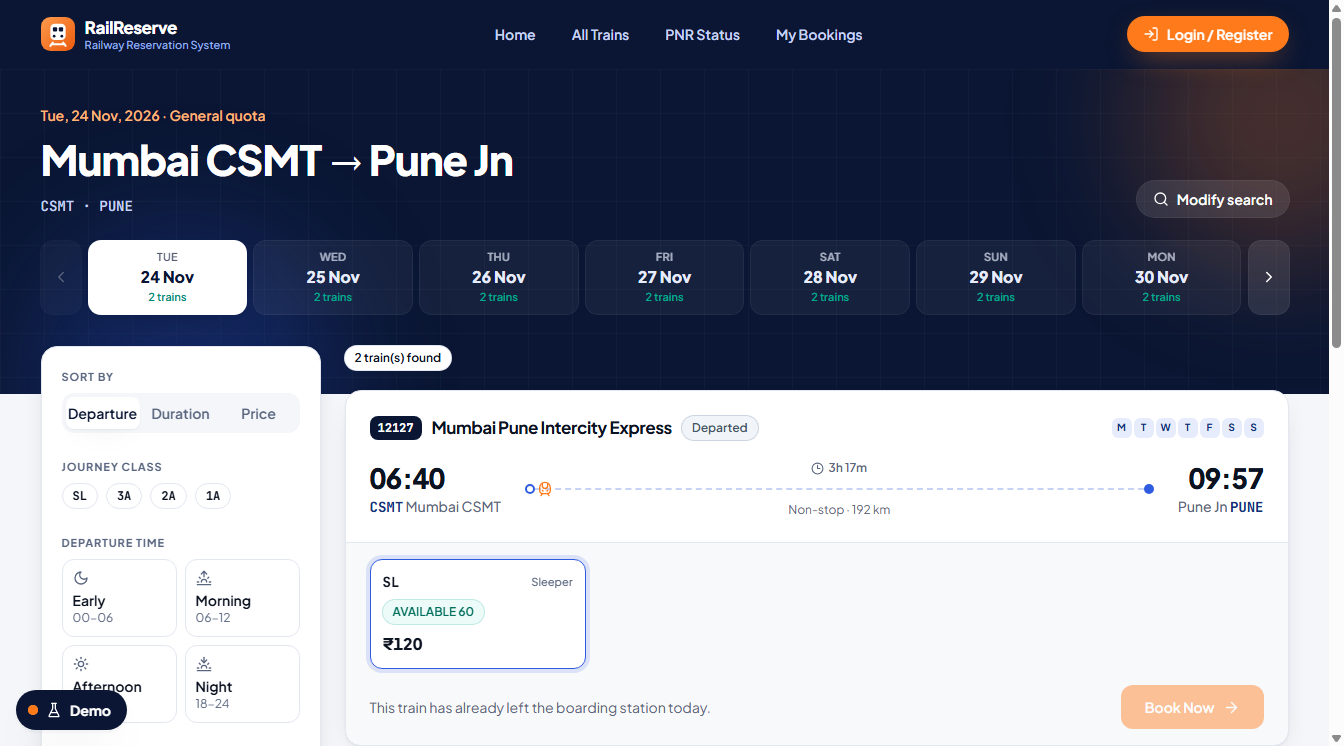 RailReserve
Railway Reservation System
Home
All Trains
PNR Status
My Bookings
Login / Register
Tue, 24 Nov, 2026 · General quota
Mumbai CSMT → Pune Jn
CSMT · PUNE
Modify search
TUE
24 Nov
2 trains
WED
25 Nov
2 trains
THU
26 Nov
2 trains
FRI
27 Nov
2 trains
SAT
28 Nov
2 trains
SUN
29 Nov
2 trains
MON
30 Nov
2 trains
SORT BY
Departure
Duration
Price
JOURNEY CLASS
SL
3A
2A
1A
DEPARTURE TIME
Early
00–06
Morning
06–12
Afternoon
Night
18–24
Demo
2 train(s) found
12127
Mumbai Pune Intercity Express
Departed
M T W T F S S
06:40
CSMT Mumbai CSMT
3h 17m
Non-stop · 192 km
09:57
Pune Jn PUNE
SL
Sleeper
AVAILABLE 60
₹120
This train has already left the boarding station today.
Book Now →